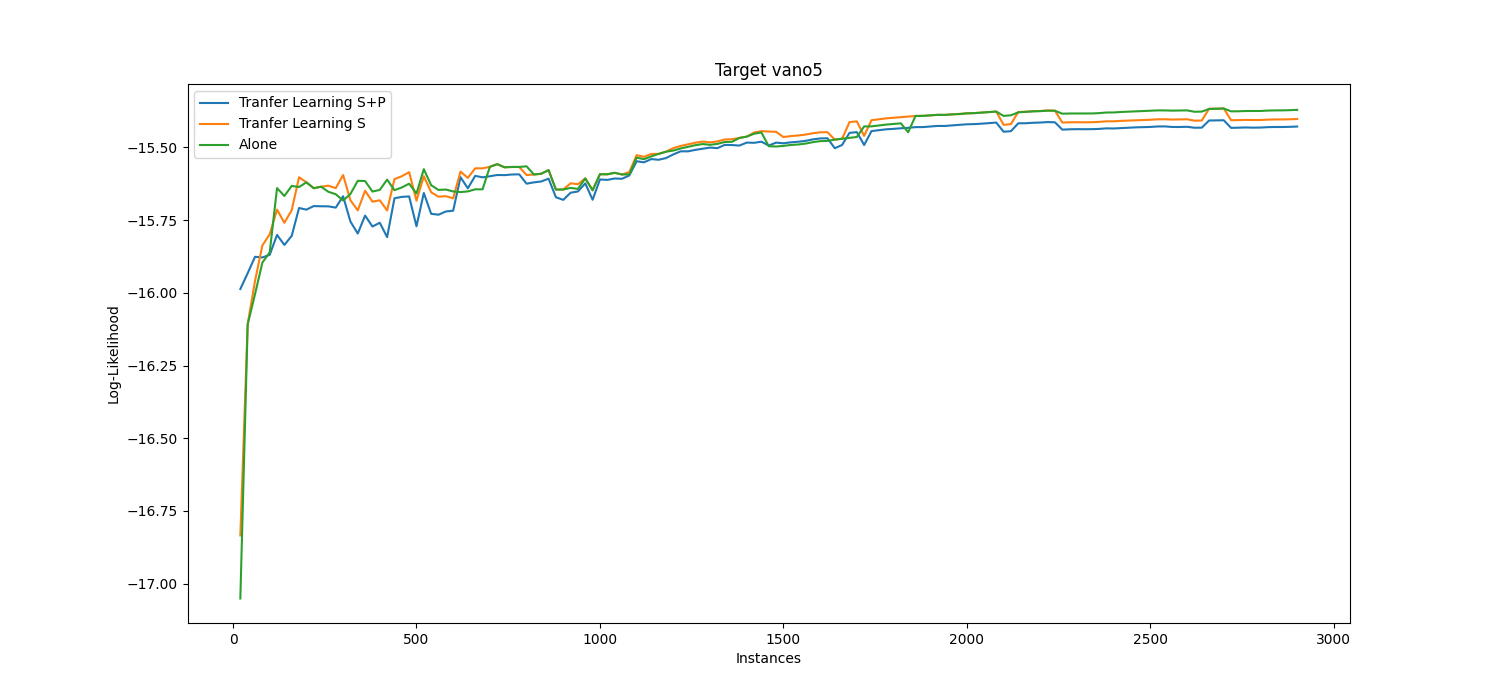 Target vano5
Tranfer Learning S+P
Tranfer Learning S
Alone
Log-Likelihood
−15.50
−15.75
−16.00
−16.25
−16.50
−16.75
−17.00
0 500 1000 1500 2000 2500 3000
Instances